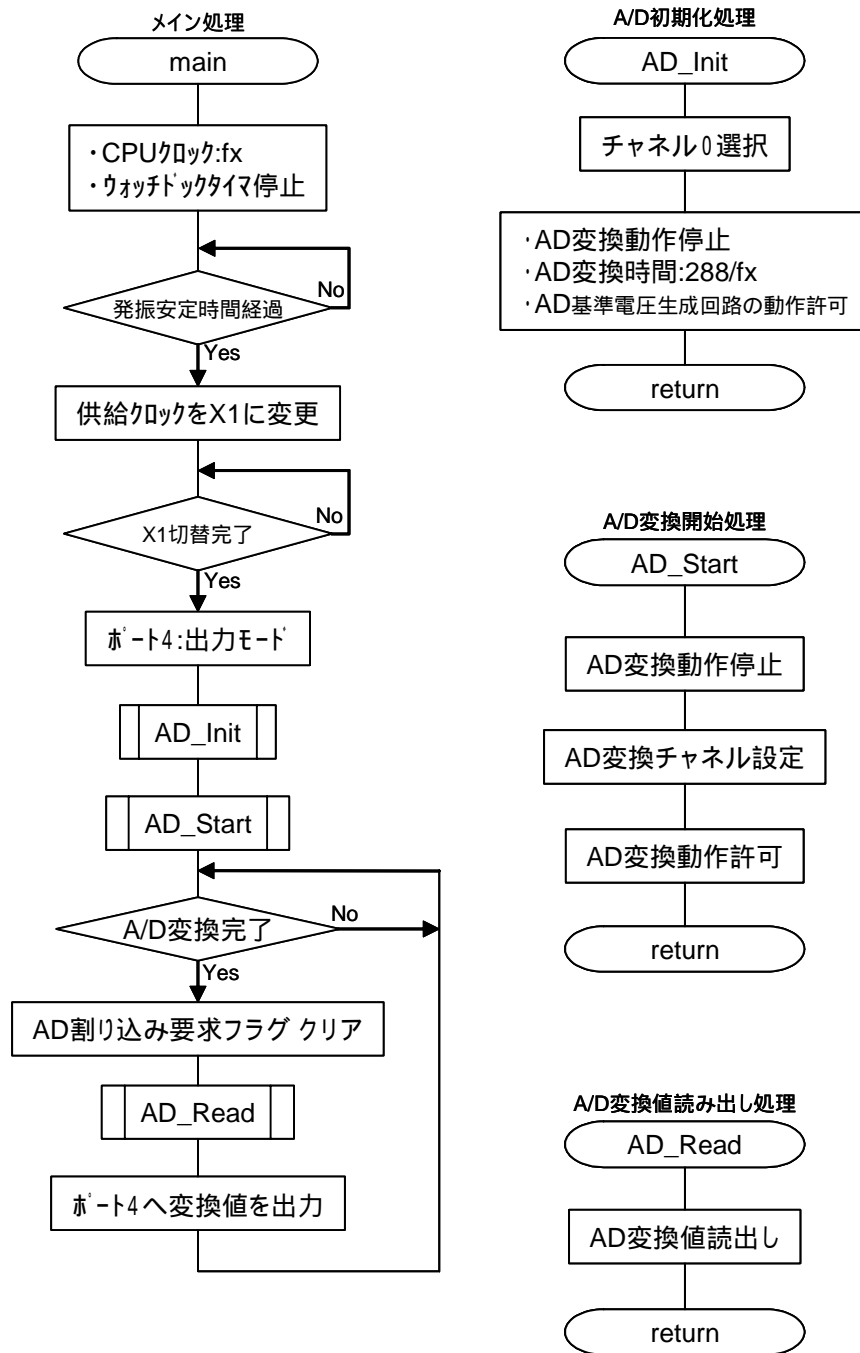 メイン処理
main
・CPUｸﾛｯｸ:fx
・ｳｫｯﾁﾄﾞｯｸﾀｲﾏ停止
発振安定時間経過
No
Yes
供給ｸﾛｯｸをX1に変更
X1切替完了
No
Yes
ﾎﾟｰﾄ4:出力ﾓｰﾄﾞ
AD_Init
AD_Start
A/D変換完了
No
Yes
AD割り込み要求フラグ クリア
AD_Read
ﾎﾟｰﾄ4へ変換値を出力
A/D初期化処理
AD_Init
チャネル0選択
・AD変換動作停止
・AD変換時間:288/fx
・AD基準電圧生成回路の動作許可
return
A/D変換開始処理
AD_Start
AD変換動作停止
AD変換チャネル設定
AD変換動作許可
return
A/D変換値読み出し処理
AD_Read
AD変換値読出し
return